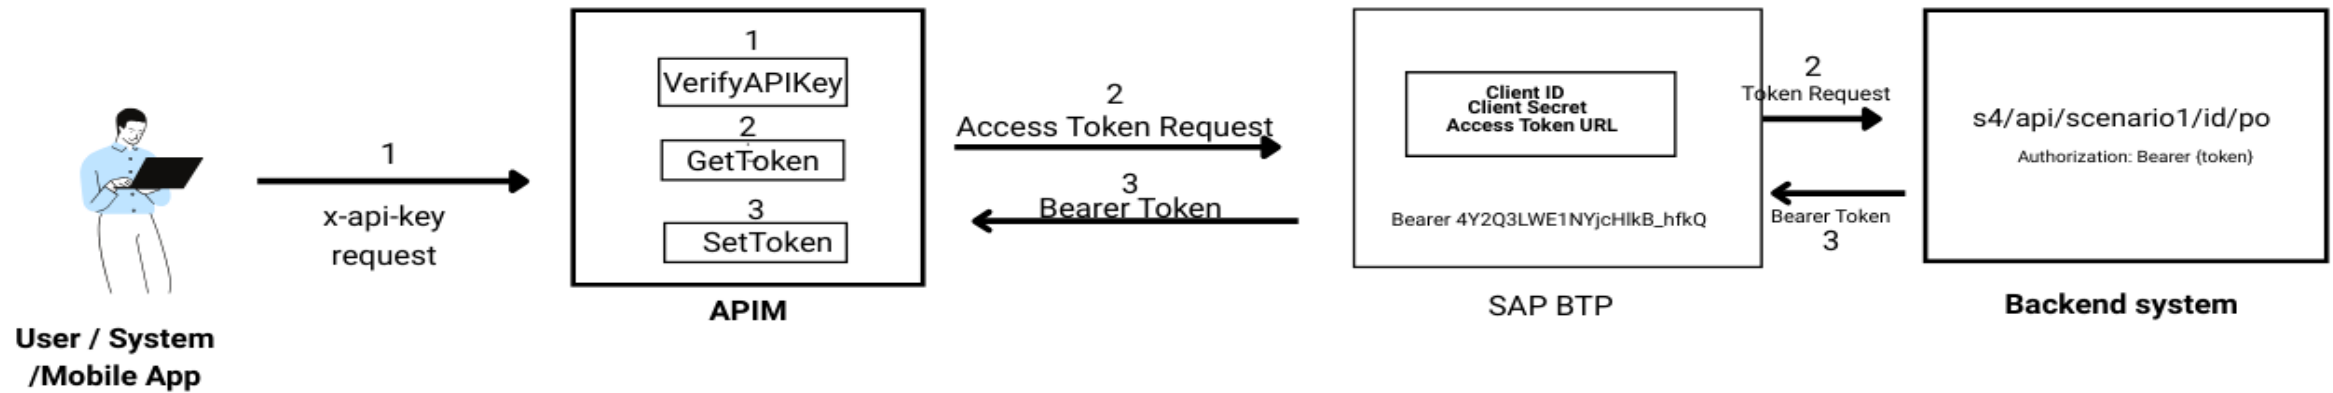 1
x-api-key
request
User / System
/Mobile App
1
VerifyAPIKey
2
GetToken
3
SetToken
APIM
2
Access Token Request
3
Bearer Token
Client ID
Client Secret
Access Token URL
Bearer 4Y2Q3LWE1NYjcHlkB_hfkQ
SAP BTP
2
Token Request
Bearer Token
3
s4/api/scenario1/id/po
Authorization: Bearer {token}
Backend system